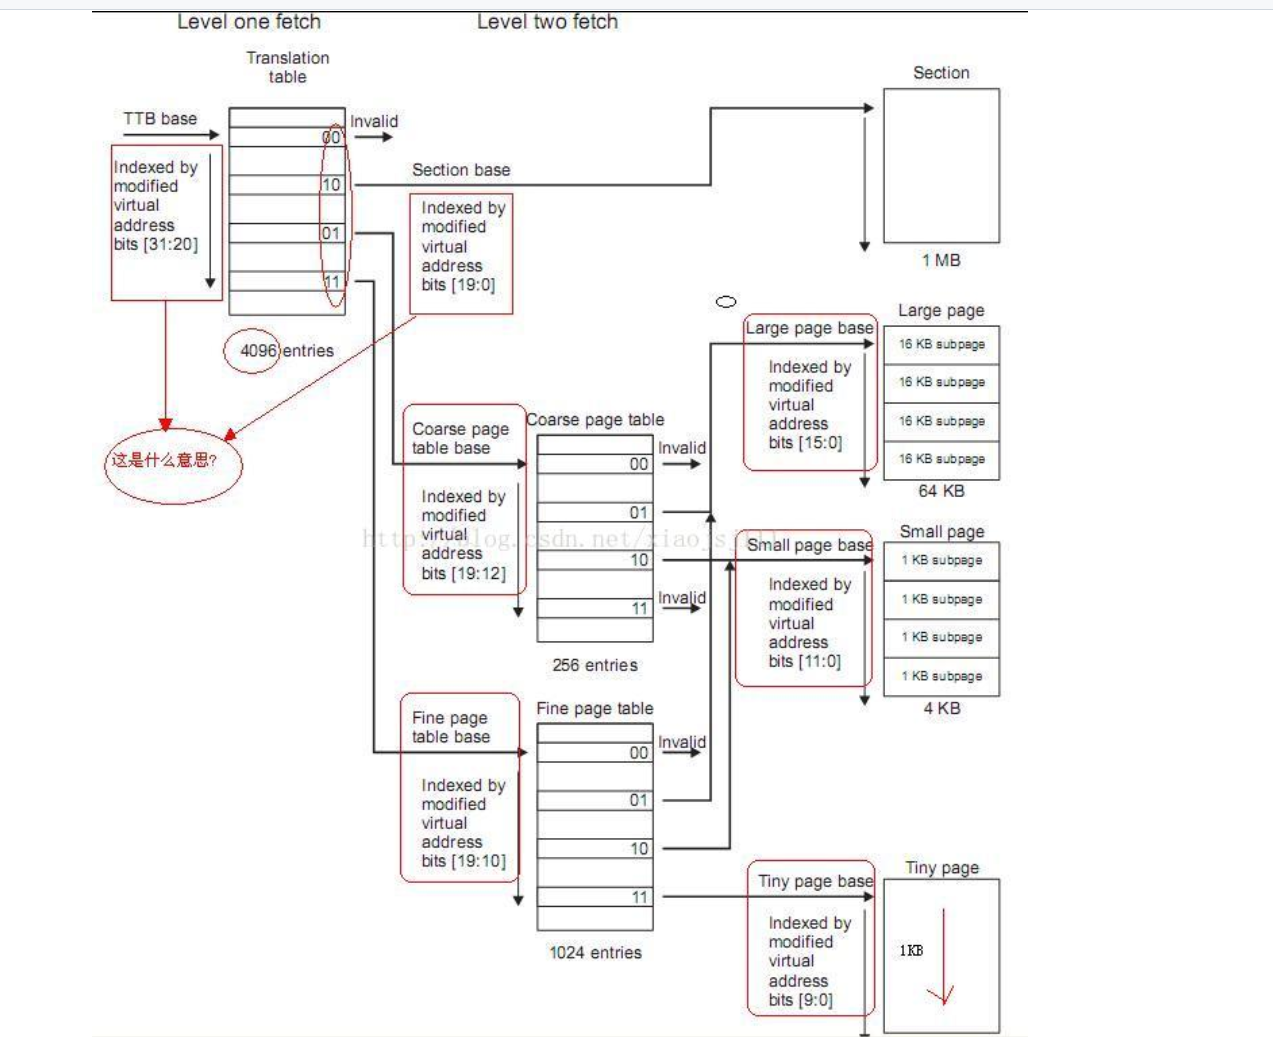 Level one fetch
Level two fetch
Translation
table
Section
TTB base
Invalid
00
Indexed by
modified
virtual
address
bits [31:20]
Section base
10
Indexed by
modified
virtual
address
bits [19:0]
01
11
1 MB
4096 entries
Large page
Large page base
16 KB subpage
16 KB subpage
16 KB subpage
16 KB subpage
Indexed by
modified
virtual
address
bits [15:0]
64 KB
这是什么意思?
Coarse page
table base
Coarse page table
Invalid
00
Indexed by
modified
virtual
address
bits [19:12]
01
10
Invalid
11
256 entries
Small page
Small page base
1 KB subpage
1 KB subpage
1 KB subpage
1 KB subpage
Indexed by
modified
virtual
address
bits [11:0]
4 KB
Fine page
table base
Fine page table
Invalid
00
Indexed by
modified
virtual
address
bits [19:10]
01
10
11
1024 entries
Tiny page
Tiny page base
Indexed by
modified
virtual
address
bits [9:0]
1KB